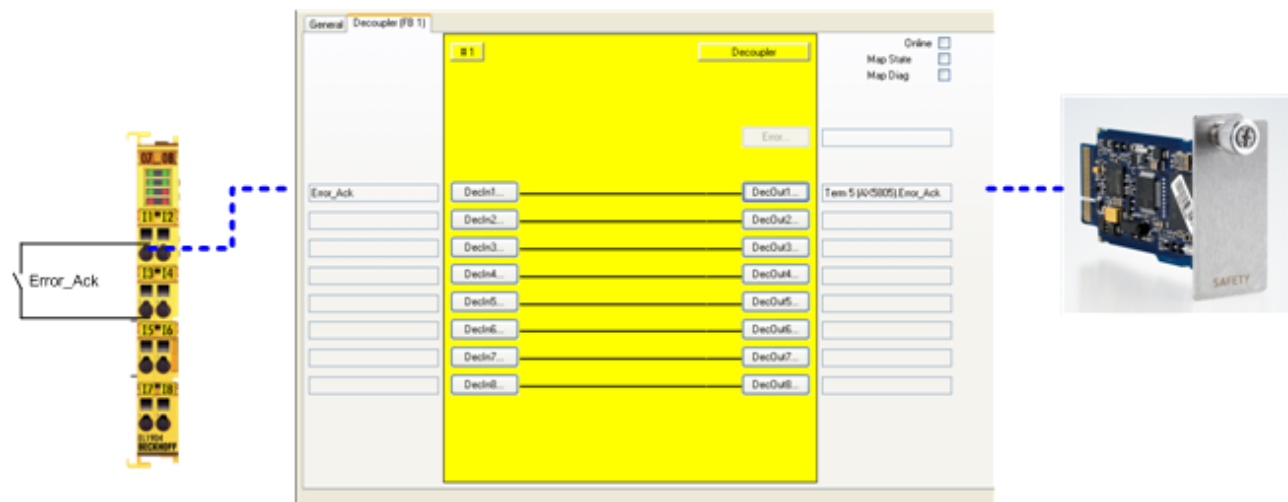 General
Decoupler (FB 1)
# 1
Decoupler
Online
Map State
Map Diag
Error...
07_08
I1 I2
I3 I4
I5 I6
I7 I8
EL1904
BECKHOFF
Error_Ack
Error_Ack
DecIn1...
DecOut1...
Term 5 (AX5805).Error_Ack
DecIn2...
DecOut2...
DecIn3...
DecOut3...
DecIn4...
DecOut4...
DecIn5...
DecOut5...
DecIn6...
DecOut6...
DecIn7...
DecOut7...
DecIn8...
DecOut8...
SAFETY